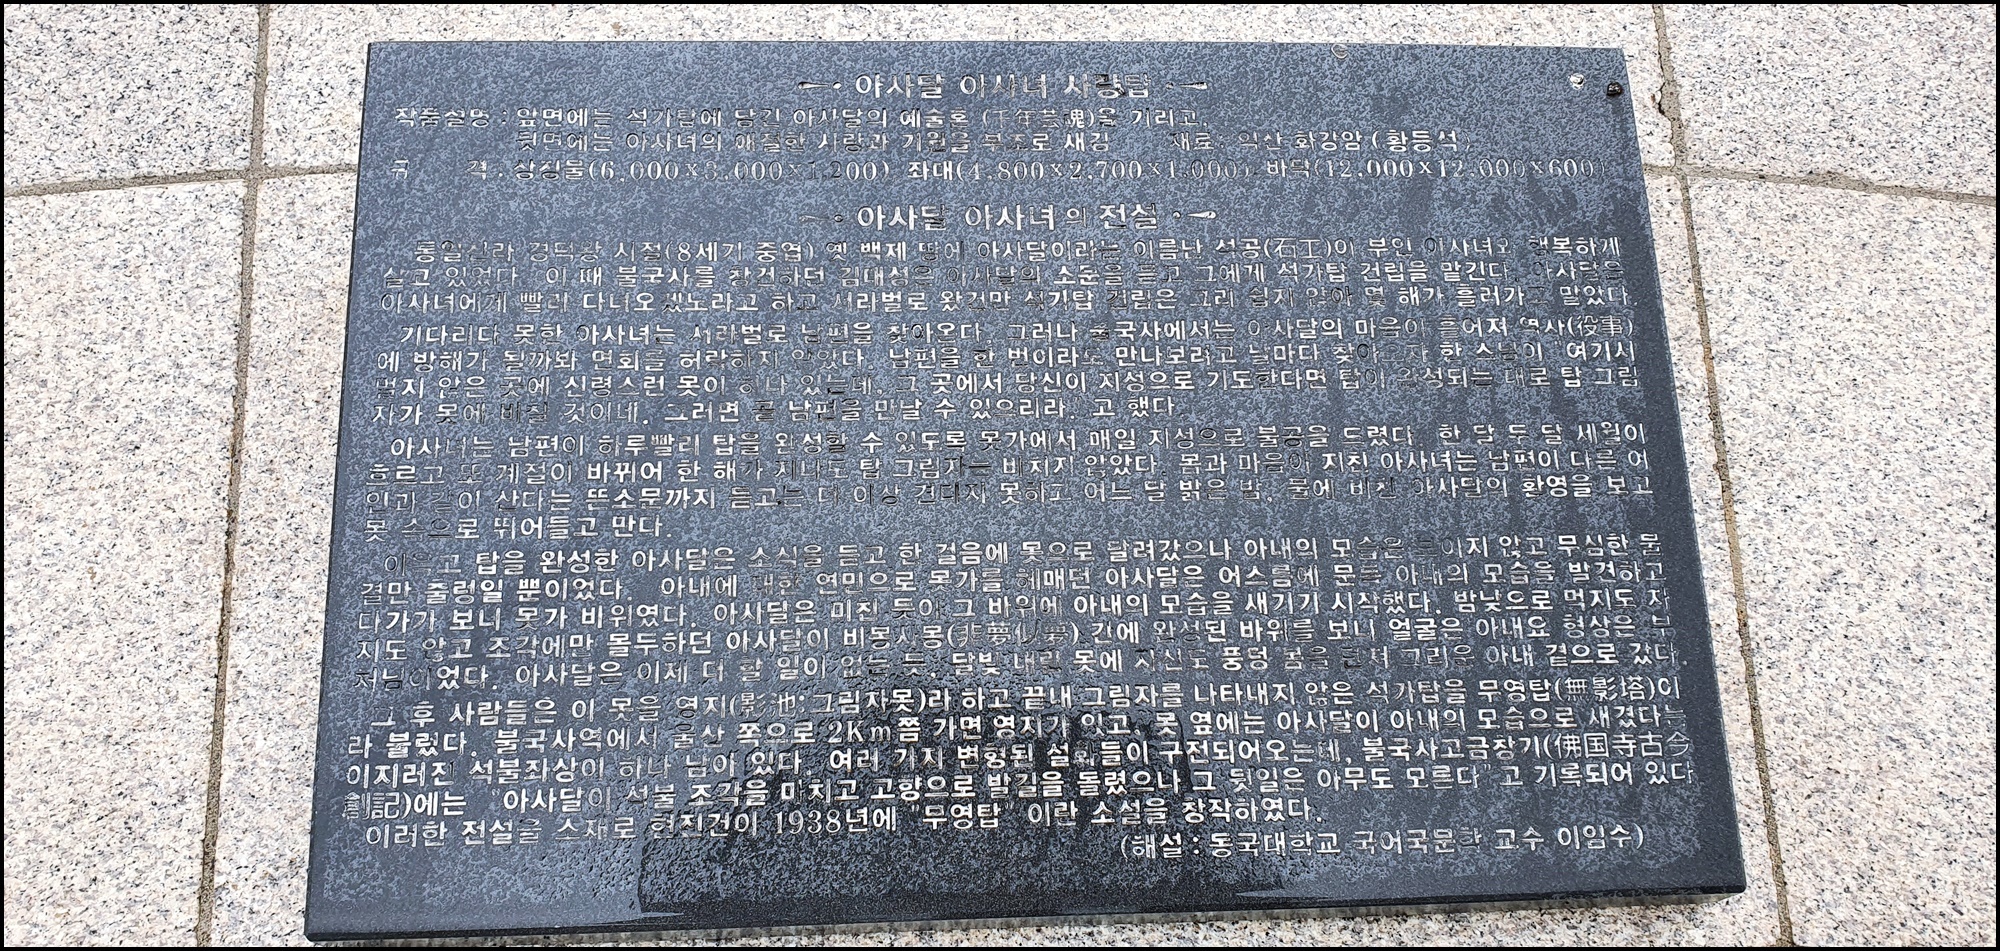 아사달 아사녀 사랑탑
작품설명 : 앞면에는 석가탑에 담긴 아사달의 예술혼 (千年芸魂)을 기리고,
뒷면에는 아사녀의 애절한 사랑과 기원을 부조로 새김 재료 : 익산 화강암 (황등석)
규 격 : 상징물(6,000×3,000×1,200) 좌대(4,800×2,700×1,000) 바닥(12,000×12,000×600)
아사달 아사녀의 전설
통일신라 경덕왕 시절(8세기 중엽) 옛 백제 땅에 아사달이라는 이름난 석공(石工)이 부인 아사녀와 행복하게
살고 있었다. 이 때 불국사를 창건하던 김대성은 아사달의 소문을 듣고 그에게 석가탑 건립을 맡긴다. 아사달은
아사녀에게 빨리 다녀오겠노라고 하고 서라벌로 왔건만 석가탑 건립은 그리 쉽지 않아 몇 해가 흘러가고 말았다.
기다리다 못한 아사녀는 서라벌로 남편을 찾아온다. 그러나 불국사에서는 아사달의 마음이 흩어져 역사(役事)
에 방해가 될까봐 면회를 허락하지 않았다. 남편을 한 번이라도 만나보려고 날마다 찾아 한 스님이 "여기서
멀지 않은 곳에 신령스런 못이 하나 있는데, 그 곳에서 당신이 지성으로 기도한다면 탑이 완성되는 대로 탑 그림
자가 못에 비칠 것이네. 그러면 곧 남편을 만날 수 있으리라." 고 했다.
아사녀는 남편이 하루빨리 탑을 완성할 수 있도록 못가에서 매일 지성으로 불공을 드렸다. 한 달 두 달 세월이
흐르고 또 계절이 바뀌어 한 해가 지나도 탑 그림자는 비치지 않았다. 몸과 마음이 지친 아사녀는 남편이 다른 여
인과 같이 산다는 뜬소문까지 듣고는 더 이상 견디지 못하고 어느 달 밝은 밤, 물에 비친 아사달의 환영을 보고
못 속으로 뛰어들고 만다.
이윽고 탑을 완성한 아사달은 소식을 듣고 한 걸음에 못으로 달려갔으나 아내의 모습은 보이지 않고 무심한 물
결만 출렁일 뿐이었다. 아내에 대한 연민으로 못가를 헤매던 아사달은 어스름에 문득 아내의 모습을 발견하고
다가가 보니 못가 바위였다. 아사달은 미친 듯이 그 바위에 아내의 모습을 새기기 시작했다. 밤낮으로 먹지도 자
지도 않고 조각에만 몰두하던 아사달이 비몽사몽(非夢似夢) 간에 완성된 바위를 보니 얼굴은 아내요 형상은 부
처님이었다. 아사달은 이제 더 할 일이 없는 듯, 달빛 내린 못에 자신도 풍덩 몸을 던져 그리운 아내 곁으로 갔다.
그 후 사람들은 이 못을 영지(影池:그림자못)라 하고 끝내 그림자를 나타내지 않은 석가탑을 무영탑(無影塔)이
라 불렀다. 불국사역에서 울산 쪽으로 2Km쯤 가면 영지가 있고, 못 옆에는 아사달이 아내의 모습으로 새겼다는
이지러진 석불좌상이 하나 남아 있다. 여러 가지 변형된 설화들이 구전되어오는데, 불국사고금창기(佛国寺古今
創記)에는 "아사달이 석불 조각을 마치고 고향으로 발길을 돌렸으나 그 뒷일은 아무도 모른다"고 기록되어 있다.
이러한 전설을 소재로 현진건이 1938년에 "무영탑" 이란 소설을 창작하였다.
(해설 : 동국대학교 국어국문학 교수 이임수)